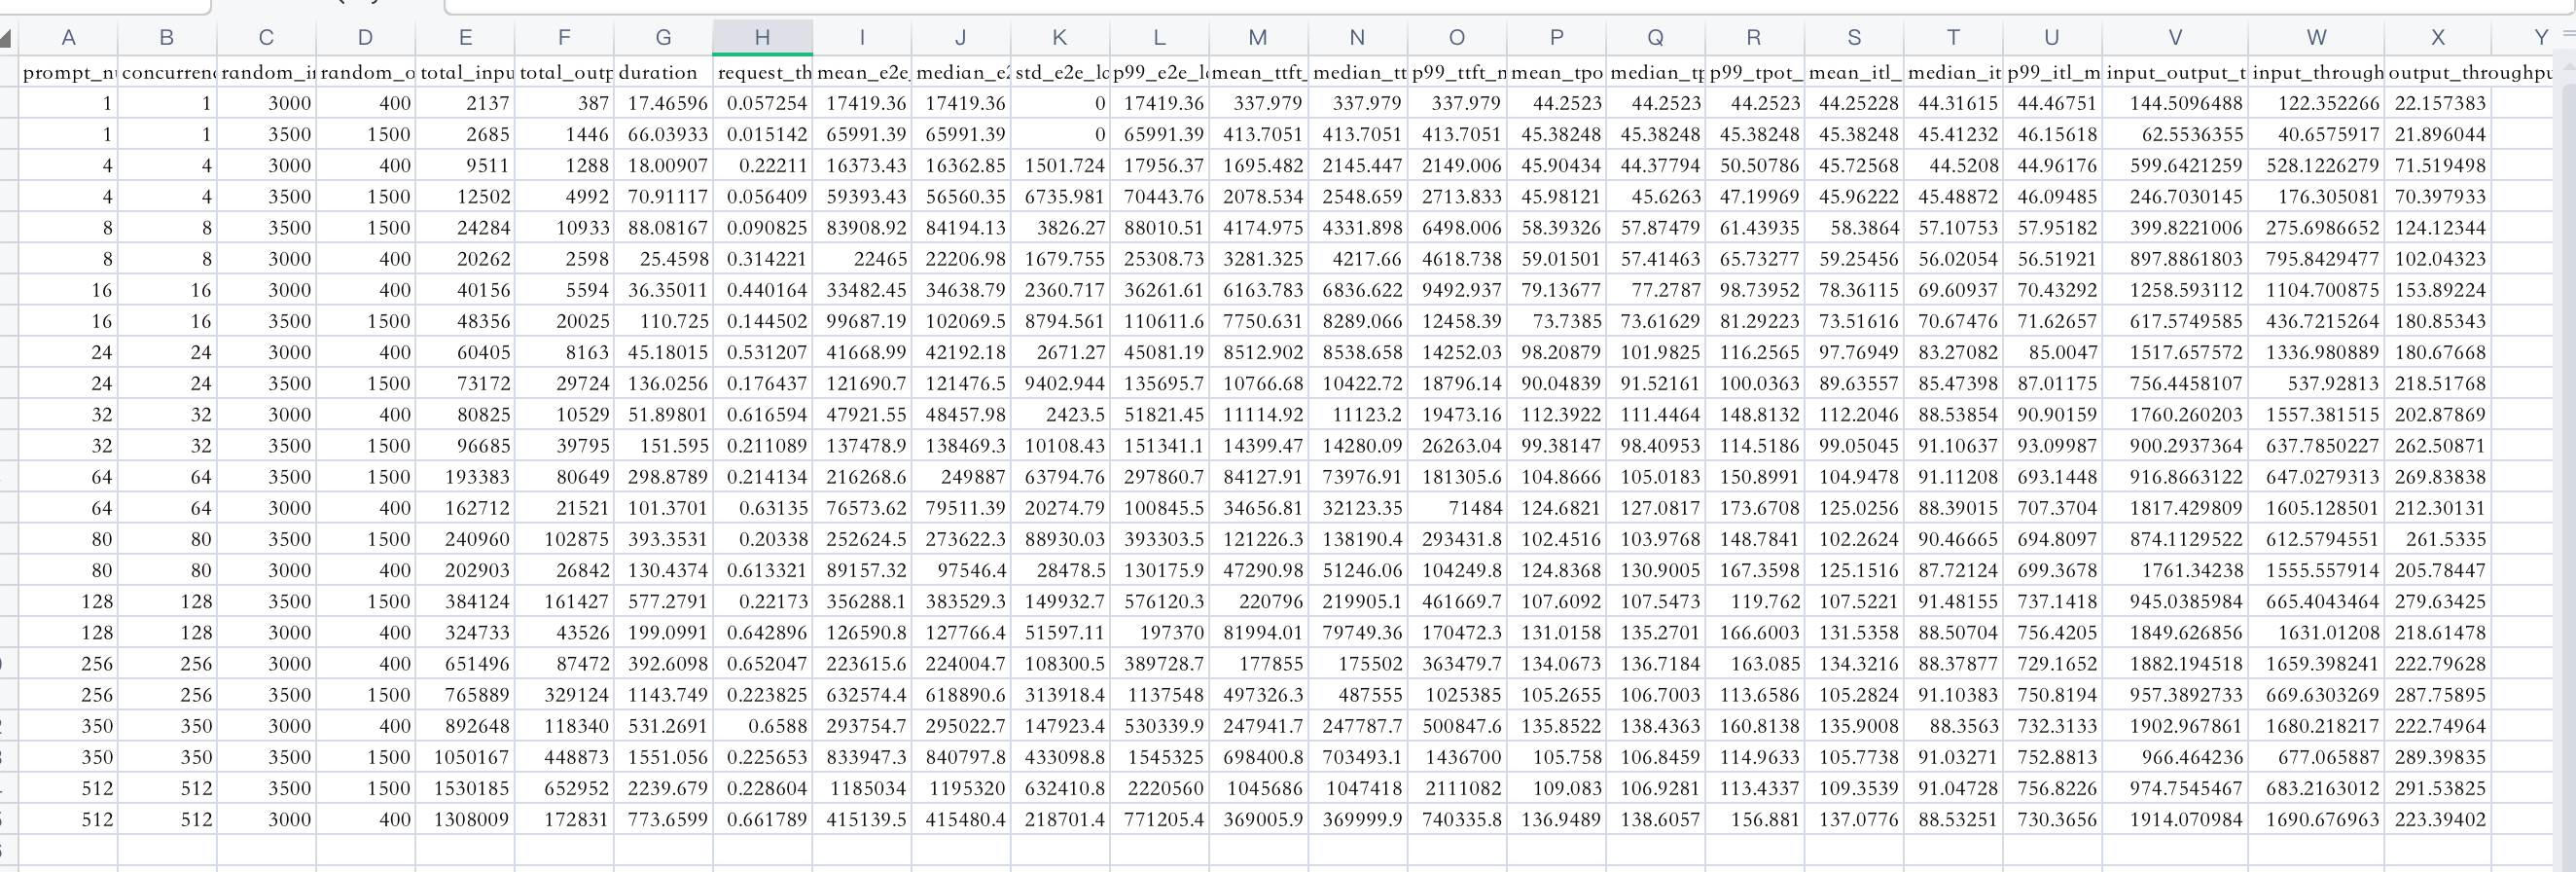 A B C D E F G H I J K L M N O P Q R S T U V W X Y
prompt_n concurrenc random_i random_o total_inpu total_outp duration request_th mean_e2e_ median_e2 std_e2e_la p99_e2e_l mean_ttft_ median_tt p99_ttft_m mean_tpo median_tp p99_tpot_ mean_itl_ median_it p99_itl_m input_output_t input_through output_throughpu
1 1 3000 400 2137 387 17.46596 0.057254 17419.36 17419.36 0 17419.36 337.979 337.979 337.979 44.2523 44.2523 44.2523 44.25228 44.31615 44.46751 144.5096488 122.352266 22.157383
1 1 3500 1500 2685 1446 66.03933 0.015142 65991.39 65991.39 0 65991.39 413.7051 413.7051 413.7051 45.38248 45.38248 45.38248 45.38248 45.41232 46.15618 62.5536355 40.6575917 21.896044
4 4 3000 400 9511 1288 18.00907 0.22211 16373.43 16362.85 1501.724 17956.37 1695.482 2145.447 2149.006 45.90434 44.37794 50.50786 45.72568 44.5208 44.96176 599.6421259 528.1226279 71.519498
4 4 3500 1500 12502 4992 70.91117 0.056409 59393.43 56560.35 6735.981 70443.76 2078.534 2548.659 2713.833 45.98121 45.6263 47.19969 45.96222 45.48872 46.09485 246.7030145 176.305081 70.397933
8 8 3500 1500 24284 10933 88.08167 0.090825 83908.92 84194.13 3826.27 88010.51 4174.975 4331.898 6498.006 58.39326 57.87479 61.43935 58.3864 57.10753 57.95182 399.8221006 275.6986652 124.12344
8 8 3000 400 20262 2598 25.4598 0.314221 22465 22206.98 1679.755 25308.73 3281.325 4217.66 4618.738 59.01501 57.41463 65.73277 59.25456 56.02054 56.51921 897.8861803 795.8429477 102.04323
16 16 3000 400 40156 5594 36.35011 0.440164 33482.45 34638.79 2360.717 36261.61 6163.783 6836.622 9492.937 79.13677 77.2787 98.73952 78.36115 69.60937 70.43292 1258.593112 1104.700875 153.89224
16 16 3500 1500 48356 20025 110.725 0.144502 99687.19 102069.5 8794.561 110611.6 7750.631 8289.066 12458.39 73.7385 73.61629 81.29223 73.51616 70.67476 71.62657 617.5749585 436.7215264 180.85343
24 24 3000 400 60405 8163 45.18015 0.531207 41668.99 42192.18 2671.27 45081.19 8512.902 8538.658 14252.03 98.20879 101.9825 116.2565 97.76949 83.27082 85.0047 1517.657572 1336.980889 180.67668
24 24 3500 1500 73172 29724 136.0256 0.176437 121690.7 121476.5 9402.944 135695.7 10766.68 10422.72 18796.14 90.04839 91.52161 100.0363 89.63557 85.47398 87.01175 756.4458107 537.92813 218.51768
32 32 3000 400 80825 10529 51.89801 0.616594 47921.55 48457.98 2423.5 51821.45 11114.92 11123.2 19473.16 112.3922 111.4464 148.8132 112.2046 88.53854 90.90159 1760.260203 1557.381515 202.87869
32 32 3500 1500 96685 39795 151.595 0.211089 137478.9 138469.3 10108.43 151341.1 14399.47 14280.09 26263.04 99.38147 98.40953 114.5186 99.05045 91.10637 93.09987 900.2937364 637.7850227 262.50871
64 64 3500 1500 193383 80649 298.8789 0.214134 216268.6 249887 63794.76 297860.7 84127.91 73976.91 181305.6 104.8666 105.0183 150.8991 104.9478 91.11208 693.1448 916.8663122 647.0279313 269.83838
64 64 3000 400 162712 21521 101.3701 0.63135 76573.62 79511.39 20274.79 100845.5 34656.81 32123.35 71484 124.6821 127.0817 173.6708 125.0256 88.39015 707.3704 1817.429809 1605.128501 212.30131
80 80 3500 1500 240960 102875 393.3531 0.20338 252624.5 273622.3 88930.03 393303.5 121226.3 138190.4 293431.8 102.4516 103.9768 148.7841 102.2624 90.46665 694.8097 874.1129522 612.5794551 261.5335
80 80 3000 400 202903 26842 130.4374 0.613321 89157.32 97546.4 28478.5 130175.9 47290.98 51246.06 104249.8 124.8368 130.9005 167.3598 125.1516 87.72124 699.3678 1761.34238 1555.557914 205.78447
128 128 3500 1500 384124 161427 577.2791 0.22173 356288.1 383529.3 149932.7 576120.3 220796 219905.1 461669.7 107.6092 107.5473 119.762 107.5221 91.48155 737.1418 945.0385984 665.4043464 279.63425
128 128 3000 400 324733 43526 199.0991 0.642896 126590.8 127766.4 51597.11 197370 81994.01 79749.36 170472.3 131.0158 135.2701 166.6003 131.5358 88.50704 756.4205 1849.626856 1631.01208 218.61478
256 256 3000 400 651496 87472 392.6098 0.652047 223615.6 224004.7 108300.5 389728.7 177855 175502 363479.7 134.0673 136.7184 163.085 134.3216 88.37877 729.1652 1882.194518 1659.398241 222.79628
256 256 3500 1500 765889 329124 1143.749 0.223825 632574.4 618890.6 313918.4 1137548 497326.3 487555 1025385 105.2655 106.7003 113.6586 105.2824 91.10383 750.8194 957.3892733 669.6303269 287.75895
350 350 3000 400 892648 118340 531.2691 0.6588 293754.7 295022.7 147923.4 530339.9 247941.7 247787.7 500847.6 135.8522 138.4363 160.8138 135.9008 88.3563 732.3133 1902.967861 1680.218217 222.74964
350 350 3500 1500 1050167 448873 1551.056 0.225653 833947.3 840797.8 433098.8 1545325 698400.8 703493.1 1436700 105.758 106.8459 114.9633 105.7738 91.03271 752.8813 966.464236 677.065887 289.39835
512 512 3500 1500 1530185 652952 2239.679 0.228604 1185034 1195320 632410.8 2220560 1045686 1047418 2111082 109.083 106.9281 113.4337 109.3539 91.04728 756.8226 974.7545467 683.2163012 291.53825
512 512 3000 400 1308009 172831 773.6599 0.661789 415139.5 415480.4 218701.4 771205.4 369005.9 369999.9 740335.8 136.9489 138.6057 156.881 137.0776 88.53251 730.3656 1914.070984 1690.676963 223.39402